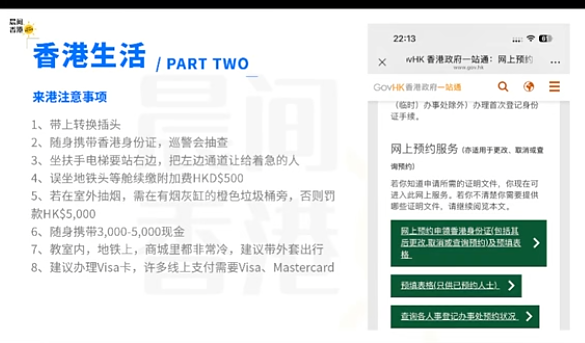 晨间
香港
香港生活 / PART TWO
来港注意事项
1、带上转换插头
2、随身携带香港身份证，巡警会抽查
3、坐扶手电梯要站右边，把左边通道让给着急的人
4、误坐地铁头等舱续缴附加费HKD$500
5、若在室外抽烟，需在有烟灰缸的橙色垃圾桶旁，否则罚
款HK$5,000
6、随身携带3,000-5,000现金
7、教室内，地铁上，商城里都非常冷，建议带外套出行
8、建议办理Visa卡，许多线上支付需要Visa、Mastercard
晨间
香港
22:13
wHK 香港政府一站通：网上预约
www.gov.hk
GovHK香港政府一站通
（临时）办事处除外）办理首次登记身份
证手续。
网上预约服务（亦适用于更改、取消或查
询预约）
若你知道申请所需的证明文件，你现在可
进入此网上服务。若你不清楚你需要提供
哪些证明文件，请继续阅览本文。
网上预约申领香港身份证(包括其
后更改、取消或查询预约)及预填表
格
预填表格(只供已预约人士)
查询各人事登记办事处预约状况